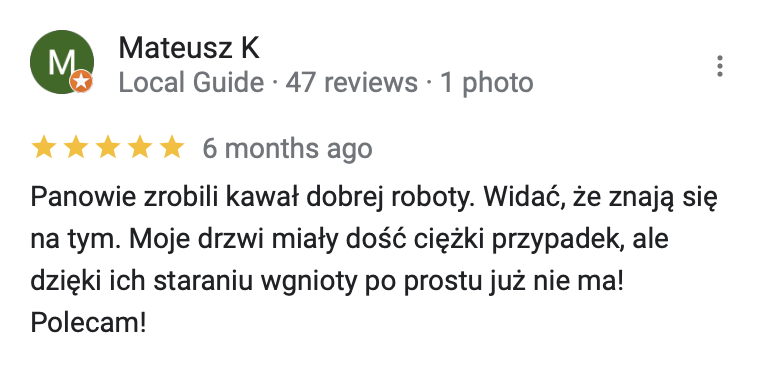 M
Mateusz K
Local Guide · 47 reviews · 1 photo
6 months ago
Panowie zrobili kawał dobrej roboty. Widać, że znają się
na tym. Moje drzwi miały dość ciężki przypadek, ale
dzięki ich staraniu wgnioty po prostu już nie ma!
Polecam!